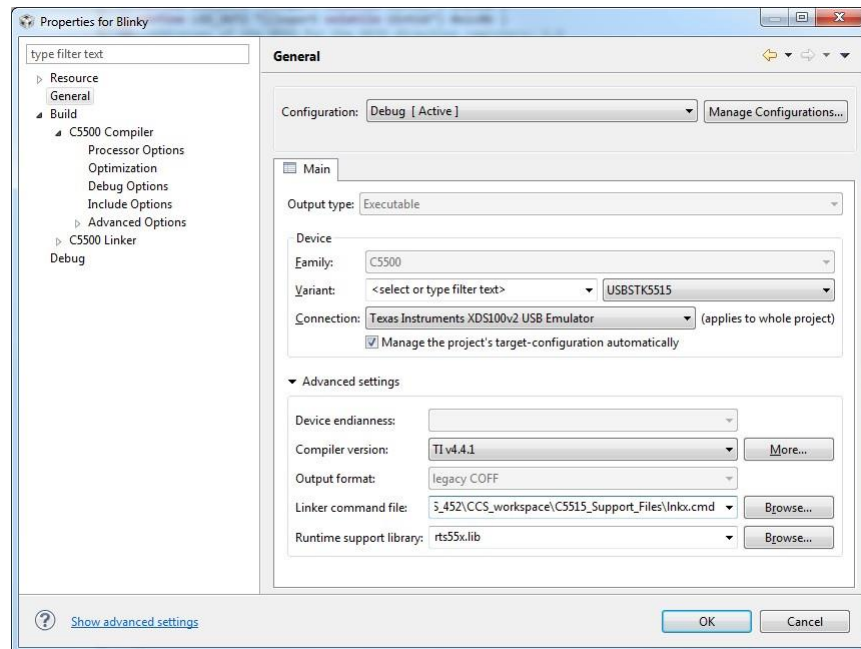 Properties for Blinky
type filter text
Resource
General
Build
C5500 Compiler
Processor Options
Optimization
Debug Options
Include Options
Advanced Options
C5500 Linker
Debug
General
Configuration: Debug [ Active ] Manage Configurations...
Main
Output type: Executable
Device
Family: C5500
Variant: <select or type filter text> USBSTK5515
Connection: Texas Instruments XDS100v2 USB Emulator (applies to whole project)
Manage the project's target-configuration automatically
Advanced settings
Device endianness:
Compiler version: TI v4.4.1 More...
Output format: legacy COFF
Linker command file: 5_452\CCS_workspace\C5515_Support_Files\lnkx.cmd Browse...
Runtime support library: rts55x.lib Browse...
Show advanced settings
OK Cancel